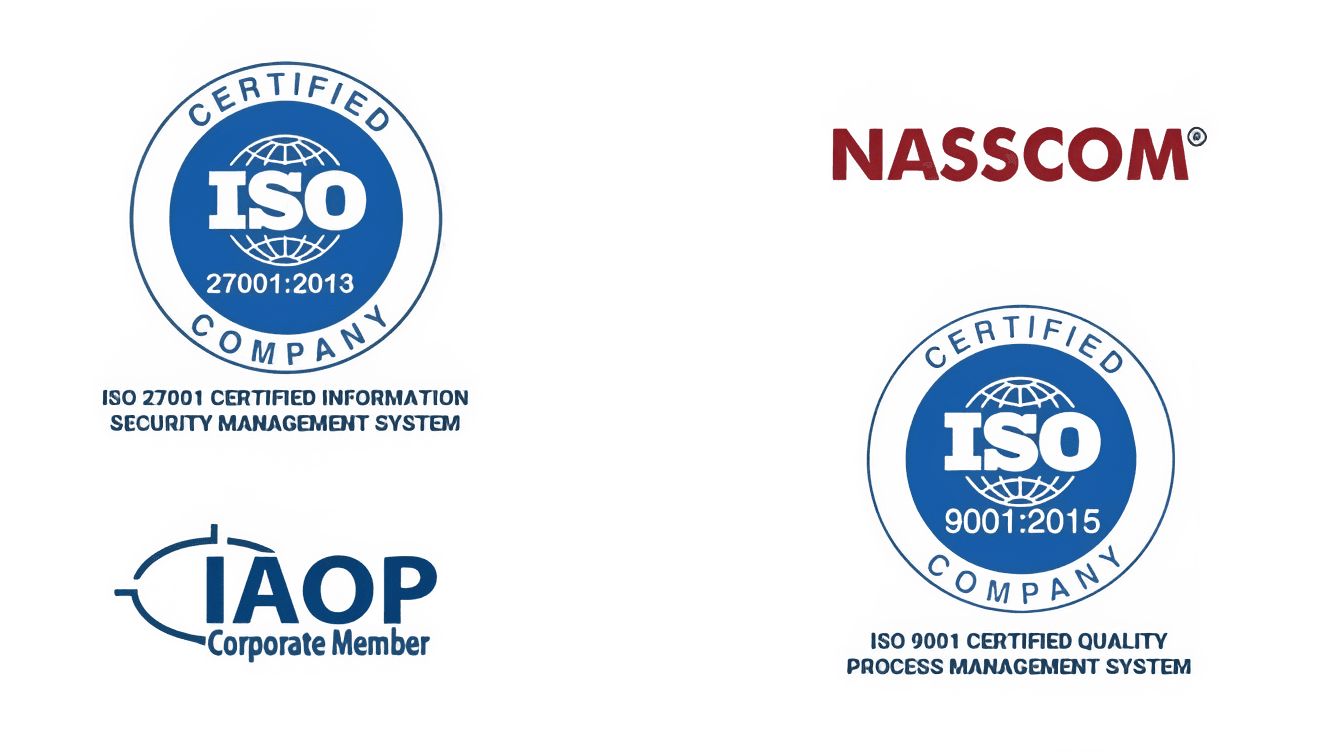 CERTIFIED
ISO
27001:2013
COMPANY
ISO 27001 CERTIFIED INFORMATION
SECURITY MANAGEMENT SYSTEM
NASSCOM®
IAOP
Corporate Member
CERTIFIED
ISO
9001:2015
COMPANY
ISO 9001 CERTIFIED QUALITY
PROCESS MANAGEMENT SYSTEM